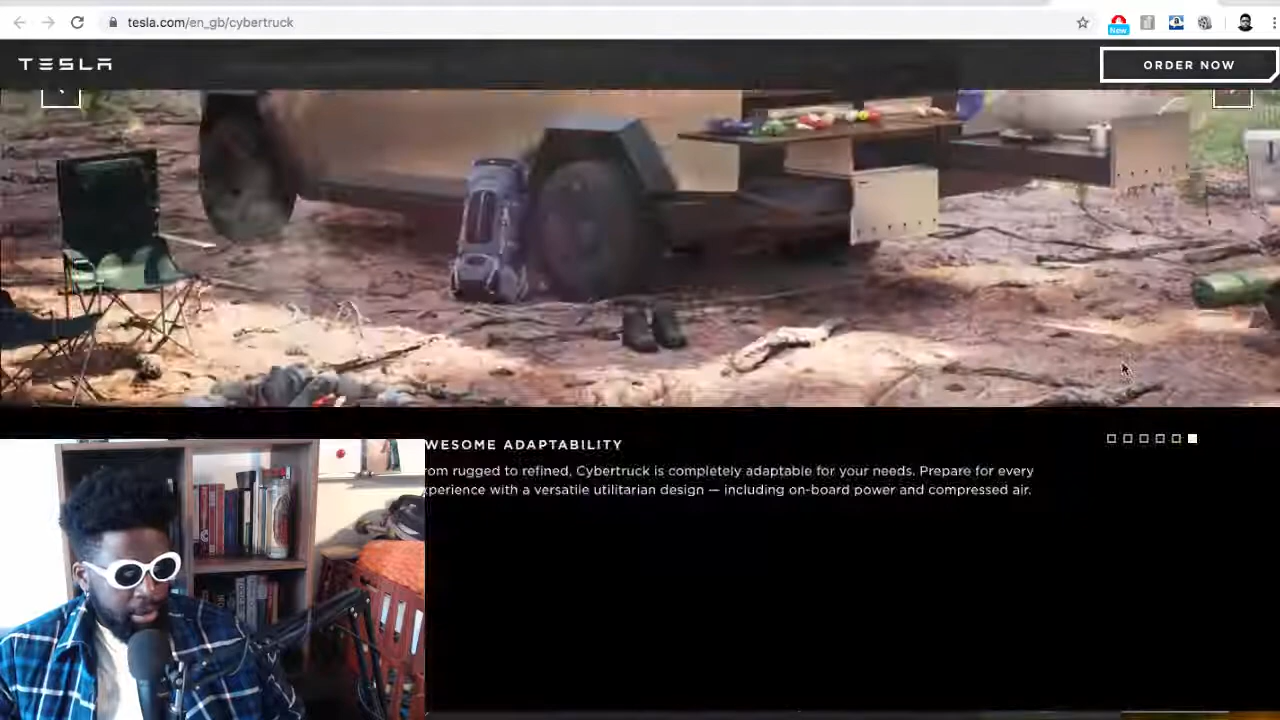 tesla.com/en_gb/cybertruck
New
TESLA
ORDER NOW
WESOME ADAPTABILITY
rom rugged to refined, Cybertruck is completely adaptable for your needs. Prepare for every
xperience with a versatile utilitarian design — including on-board power and compressed air.